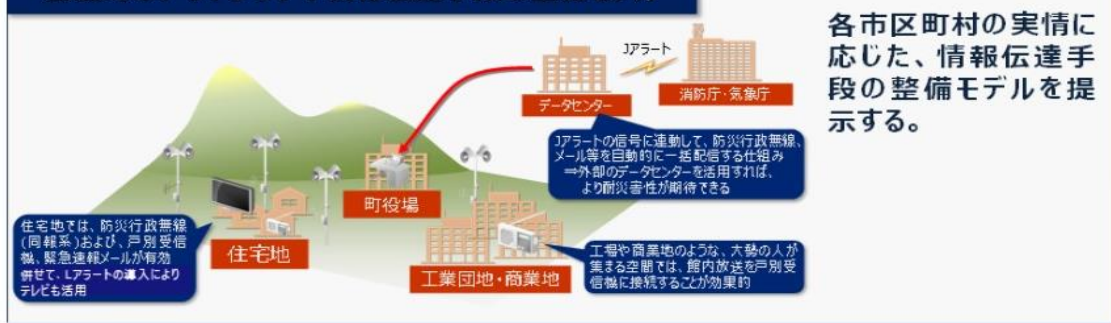 各市区町村の実情に
応じた、情報伝達手
段の整備モデルを提
示する。
Jアラート
データセンター
消防庁・気象庁
Jアラートの信号に連動して、防災行政無線、
メール等を自動的に一括配信する仕組み
⇒外部のデータセンターを活用すれば、
より耐災害性が期待できる
町役場
住宅地では、防災行政無線
(同報系)および、戸別受信
機、緊急速報メールが有効
併せて、Lアラートの導入により
テレビも活用
住宅地
工業団地・商業地
工場や商業地のような、大勢の人が
集まる空間では、館内放送を戸別受
信機に接続することが効果的